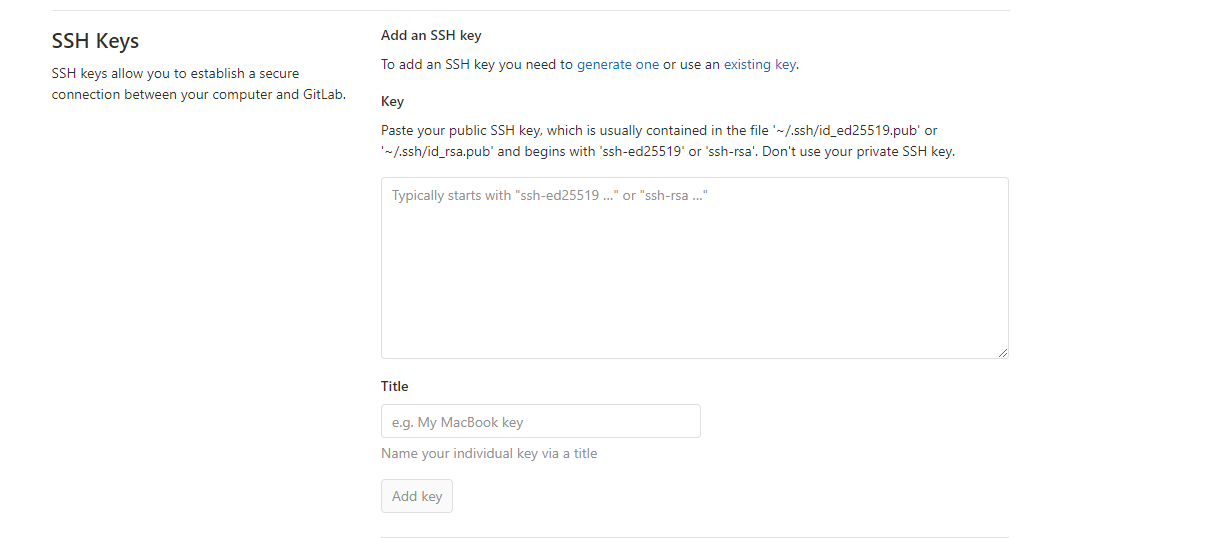 SSH Keys
SSH keys allow you to establish a secure
connection between your computer and GitLab.
Add an SSH key
To add an SSH key you need to generate one or use an existing key.
Key
Paste your public SSH key, which is usually contained in the file '~/.ssh/id_ed25519.pub' or
'~/.ssh/id_rsa.pub' and begins with 'ssh-ed25519' or 'ssh-rsa'. Don't use your private SSH key.
Typically starts with "ssh-ed25519 …" or "ssh-rsa …"
Title
e.g. My MacBook key
Name your individual key via a title
Add key